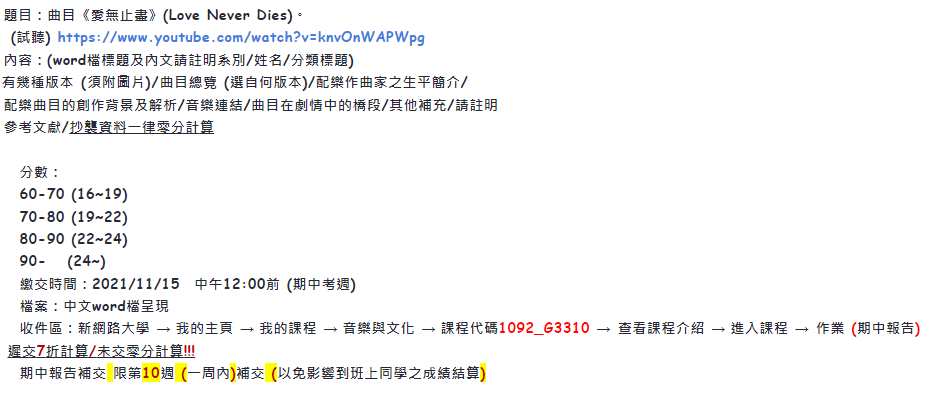 題目：曲目《愛無止盡》(Love Never Dies)。
(試聽) https://www.youtube.com/watch?v=knvOnWAPWpg
內容：(word檔標題及內文請註明系別/姓名/分類標題)
有幾種版本 (須附圖片)/曲目總覽 (選自何版本)/配樂作曲家之生平簡介/
配樂曲目的創作背景及解析/音樂連結/曲目在劇情中的橋段/其他補充/請註明
參考文獻/抄襲資料一律零分計算
分數：
60-70 (16~19)
70-80 (19~22)
80-90 (22~24)
90- (24~)
繳交時間：2021/11/15 中午12:00前 (期中考週)
檔案：中文word檔呈現
收件區：新網路大學 → 我的主頁 → 我的課程 → 音樂與文化 → 課程代碼1092_G3310 → 查看課程介紹 → 進入課程 → 作業 (期中報告)
遲交7折計算/未交零分計算!!!
期中報告補交 限第10週 (一周內)補交 (以免影響到班上同學之成績結算)